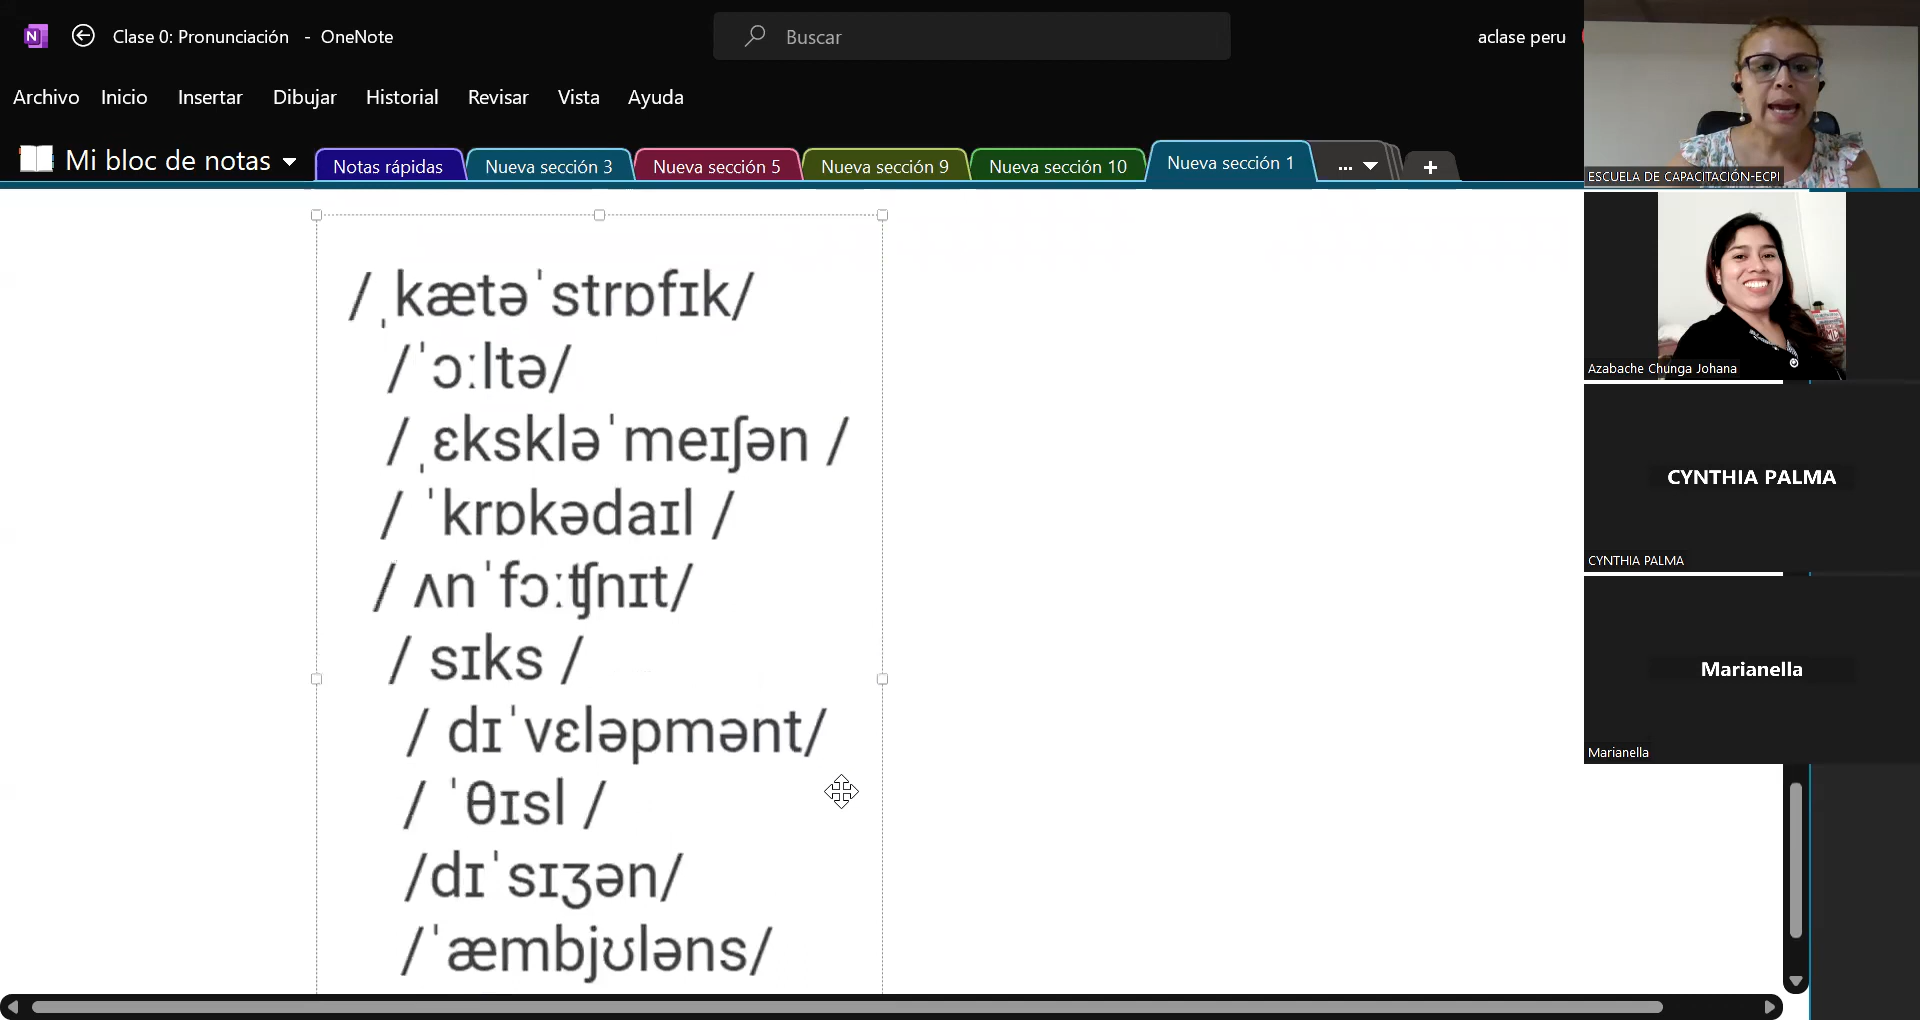 Clase 0: Pronunciación - OneNote
Buscar
aclase peru
Archivo Inicio Insertar Dibujar Historial Revisar Vista Ayuda
Mi bloc de notas
Notas rápidas Nueva sección 3 Nueva sección 5 Nueva sección 9 Nueva sección 10 Nueva sección 1 ... +
/ˌkætəˈstrɒfɪk/
/ˈɔːltə/
/ˌɛkskləˈmeɪʃən /
/ ˈkrɒkədaɪl /
/ ʌnˈfɔːʧnɪt/
/ sɪks /
/ dɪˈvɛləpmənt/
/ ˈθɪsl /
/dɪˈsɪʒən/
/ˈæmbjʊləns/
ESCUELA DE CAPACITACIÓN-ECPI
Azabache Chunga Johana
CYNTHIA PALMA
CYNTHIA PALMA
Marianella
Marianella